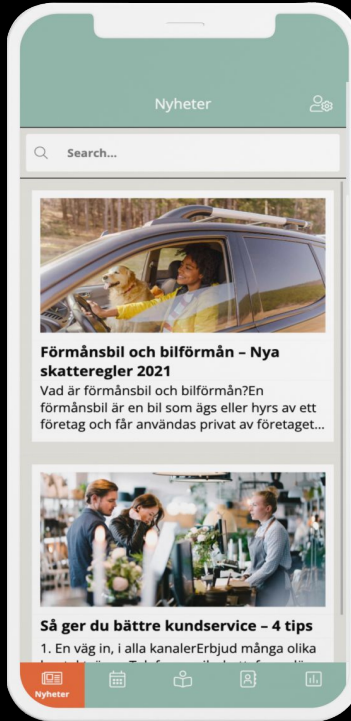 Nyheter
Search...
Förmånsbil och bilförmån – Nya
skatteregler 2021
Vad är förmånsbil och bilförmån?En
förmånsbil är en bil som ägs eller hyrs av ett
företag och får användas privat av företaget...
Så ger du bättre kundservice – 4 tips
1. En väg in, i alla kanalerErbjud många olika
Nyheter